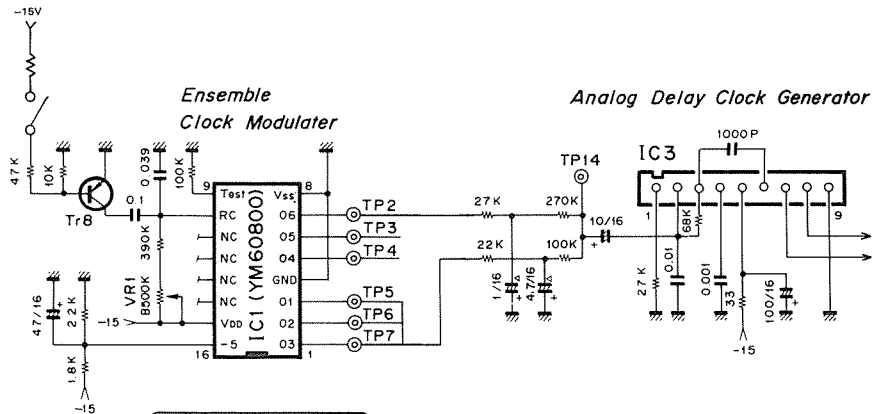 -15V
Ensemble
Clock Modulater
Analog Delay Clock Generator
47K
10K
Tr8
0.1
0.039
390K
100K
VR1
B500K
-15
47/16
+
2.2K
1.8K
-15
9
Test
RC
NC
NC
NC
NC
VDD
-5
16
IC1 (YM60800)
8
Vss
06
05
04
GND
01
02
03
1
TP2
TP3
TP4
TP5
TP6
TP7
27K
22K
1/16
+
4.7/16
+
270K
100K
TP14
10/16
+
IC3
1000P
1
9
68K
2.7K
0.01
0.001
33
-15
100/16
+